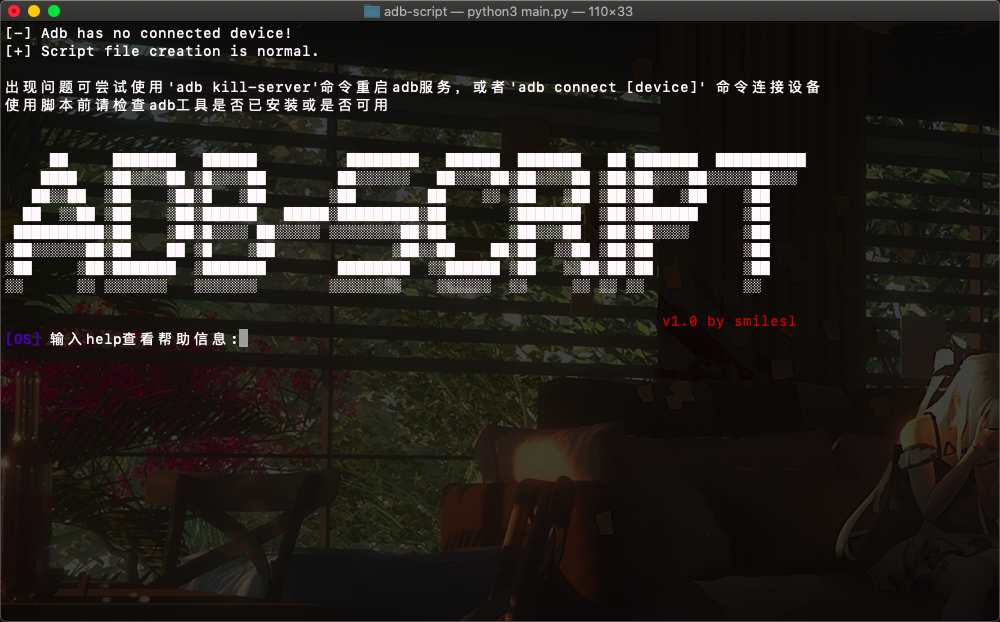 adb-script — python3 main.py — 110×33
[-] Adb has no connected device!
[+] Script file creation is normal.
出现问题可尝试使用'adb kill-server'命令重启adb服务, 或者'adb connect [device]' 命令连接设备
使用脚本前请检查adb工具是否已安装或是否可用
ADB-SCRIPT
v1.0 by smilesl
[OS] 输入help查看帮助信息: